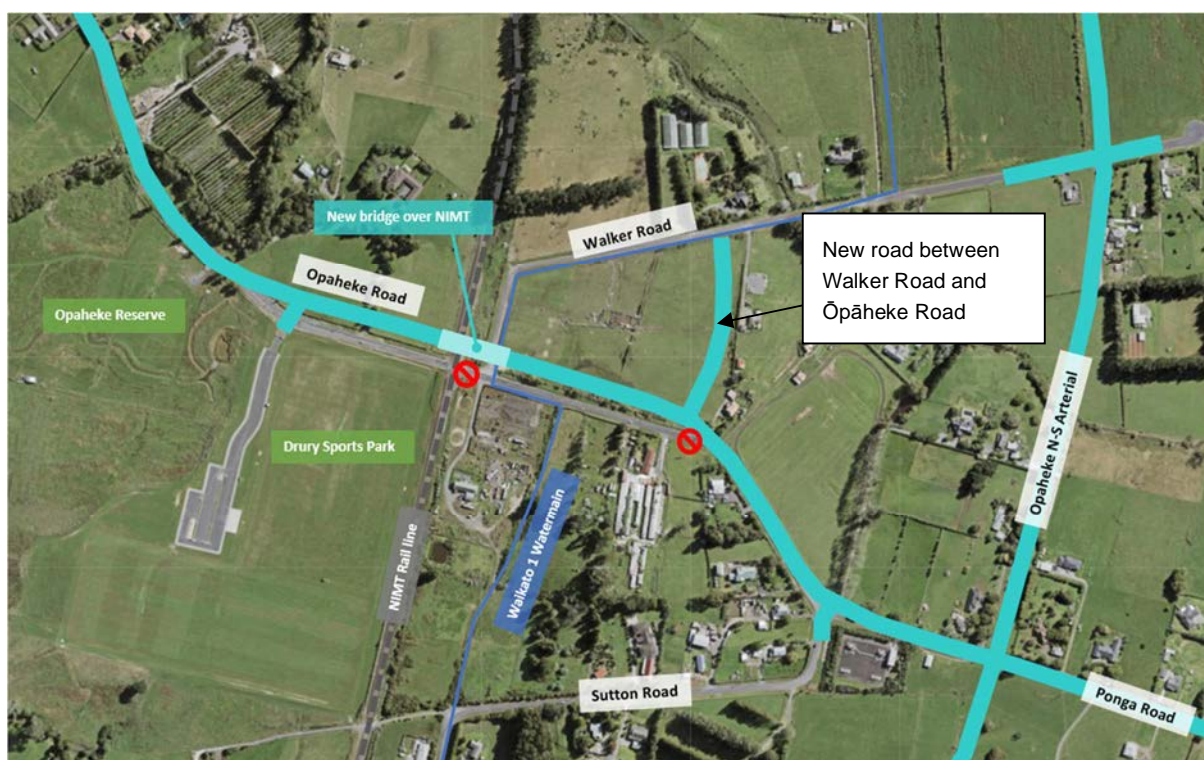 New bridge over NIMT
Walker Road
New road between
Walker Road and
Ōpāheke Road
Opaheke Road
Opaheke Reserve
Drury Sports Park
NIMT Rail line
Waikato 1 Watermain
Opaheke N-S Arterial
Sutton Road
Ponga Road